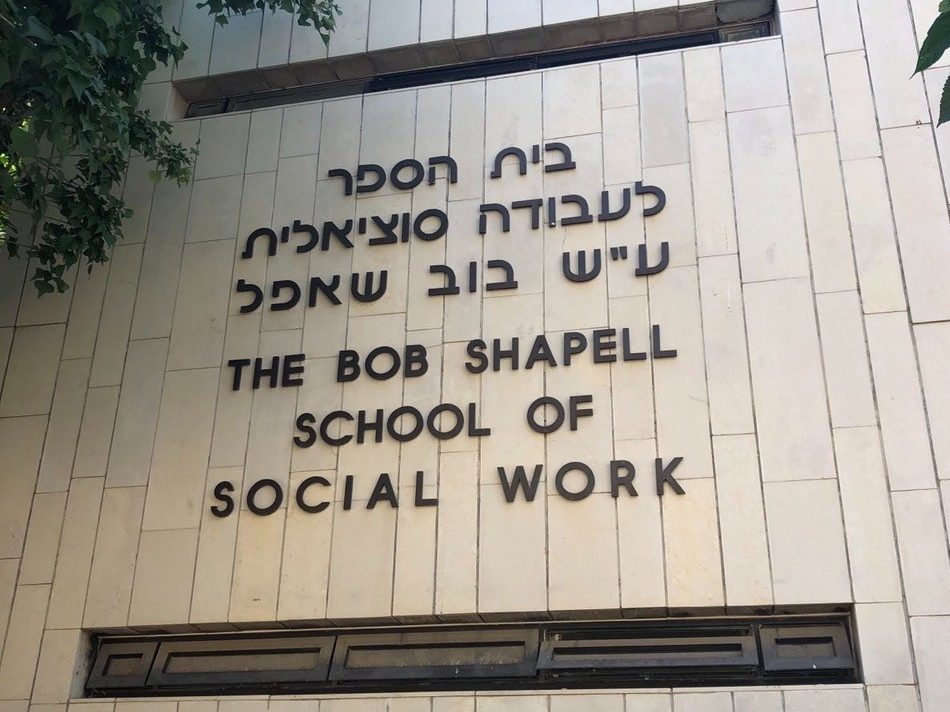 בית הספר
לעבודה סוציאלית
ע"ש בוב שאפל
THE BOB SHAPELL
SCHOOL OF
SOCIAL WORK